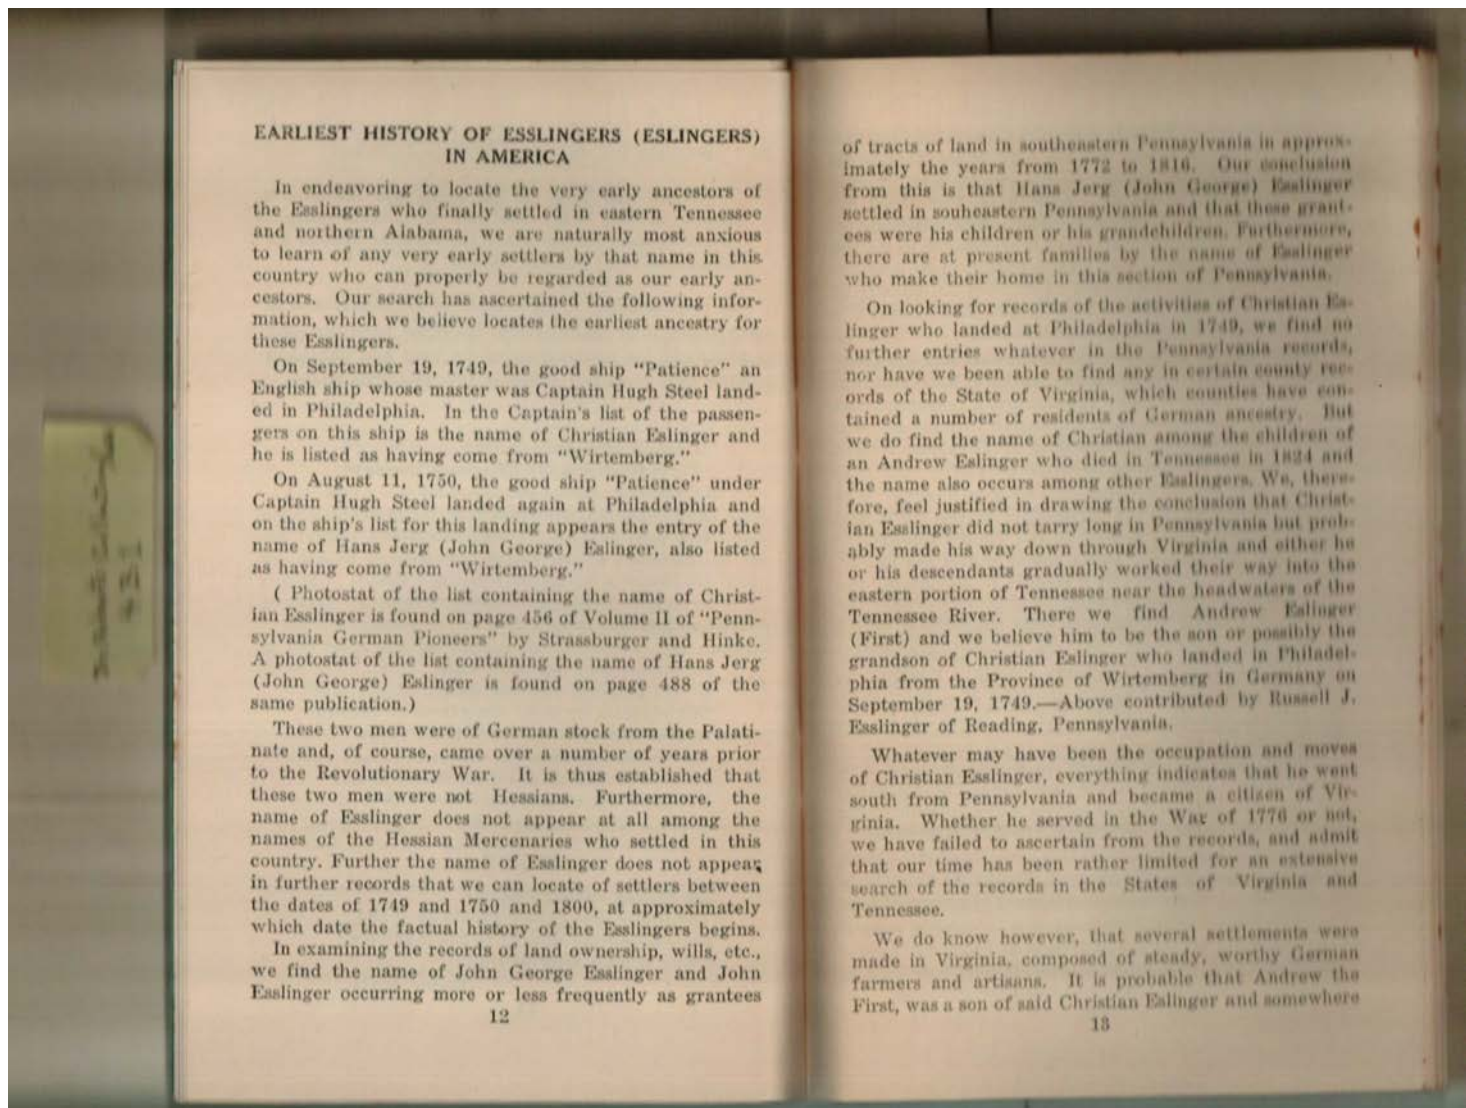 EARLIEST HISTORY OF ESSLINGERS (ESLINGERS)
IN AMERICA
In endeavoring to locate the very early ancestors of
the Esslingers who finally settled in eastern Tennessee
and northern Alabama, we are naturally most anxious
to learn of any very early settlers by that name in this
country who can properly be regarded as our early an-
cestors. Our search has ascertained the following infor-
mation, which we believe locates the earliest ancestry for
these Esslingers.
On September 19, 1749, the good ship "Patience" an
English ship whose master was Captain Hugh Steel land-
ed in Philadelphia. In the Captain's list of the passen-
gers on this ship is the name of Christian Eslinger and
he is listed as having come from "Wirtemberg."
On August 11, 1750, the good ship "Patience" under
Captain Hugh Steel landed again at Philadelphia and
on the ship's list for this landing appears the entry of the
name of Hans Jerg (John George) Eslinger, also listed
as having come from "Wirtemberg."
( Photostat of the list containing the name of Christ-
ian Esslinger is found on page 456 of Volume II of "Penn-
sylvania German Pioneers" by Strassburger and Hinke.
A photostat of the list containing the name of Hans Jerg
(John George) Eslinger is found on page 488 of the
same publication.)
These two men were of German stock from the Palati-
nate and, of course, came over a number of years prior
to the Revolutionary War. It is thus established that
these two men were not Hessians. Furthermore, the
name of Esslinger does not appear at all among the
names of the Hessian Mercenaries who settled in this
country. Further the name of Esslinger does not appear
in further records that we can locate of settlers between
the dates of 1749 and 1750 and 1800, at approximately
which date the factual history of the Esslingers begins.
In examining the records of land ownership, wills, etc.,
we find the name of John George Esslinger and John
Esslinger occurring more or less frequently as grantees
12
of tracts of land in southeastern Pennsylvania in approx-
imately the years from 1772 to 1816. Our conclusion
from this is that Hans Jerg (John George) Esslinger
settled in souheastern Pennsylvania and that these grant-
ees were his children or his grandchildren. Furthermore,
there are at present families by the name of Esslinger
who make their home in this section of Pennsylvania.
On looking for records of the activities of Christian Es-
linger who landed at Philadelphia in 1749, we find no
further entries whatever in the Pennsylvania records,
nor have we been able to find any in certain county rec-
ords of the State of Virginia, which counties have con-
tained a number of residents of German ancestry. But
we do find the name of Christian among the children of
an Andrew Eslinger who died in Tennessee in 1824 and
the name also occurs among other Esslingers. We, there-
fore, feel justified in drawing the conclusion that Christ-
ian Esslinger did not tarry long in Pennsylvania but prob-
ably made his way down through Virginia and either he
or his descendants gradually worked their way into the
eastern portion of Tennessee near the headwaters of the
Tennessee River. There we find Andrew Eslinger
(First) and we believe him to be the son or possibly the
grandson of Christian Eslinger who landed in Philadel-
phia from the Province of Wirtemberg in Germany on
September 19, 1749.—Above contributed by Russell J.
Esslinger of Reading, Pennsylvania.
Whatever may have been the occupation and moves
of Christian Esslinger, everything indicates that he went
south from Pennsylvania and became a citizen of Vir-
ginia. Whether he served in the War of 1776 or not,
we have failed to ascertain from the records, and admit
that our time has been rather limited for an extensive
search of the records in the States of Virginia and
Tennessee.
We do know however, that several settlements were
made in Virginia, composed of steady, worthy German
farmers and artisans. It is probable that Andrew the
First, was a son of said Christian Eslinger and somewhere
13